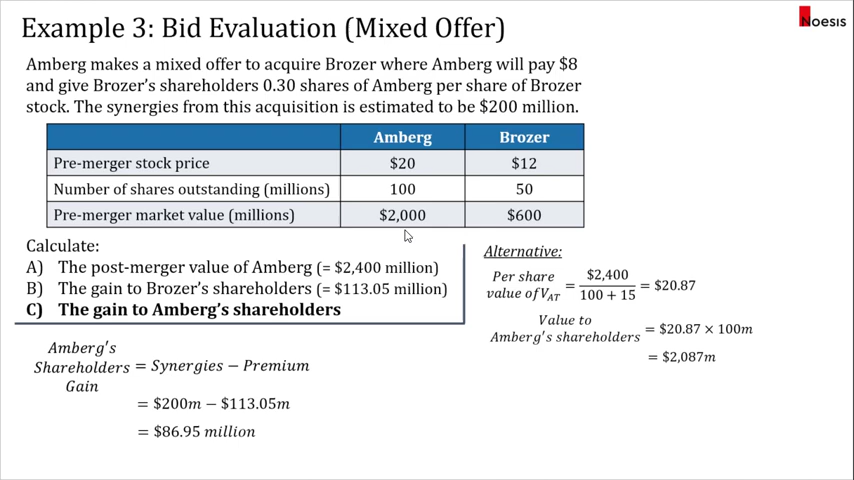 Noesis
Example 3: Bid Evaluation (Mixed Offer)
Amberg makes a mixed offer to acquire Brozer where Amberg will pay $8
and give Brozer's shareholders 0.30 shares of Amberg per share of Brozer
stock. The synergies from this acquisition is estimated to be $200 million.
Amberg Brozer
Pre-merger stock price $20 $12
Number of shares outstanding (millions) 100 50
Pre-merger market value (millions) $2,000 $600
Calculate:
A) The post-merger value of Amberg (= $2,400 million)
B) The gain to Brozer's shareholders (= $113.05 million)
C) The gain to Amberg's shareholders
Amberg's
Shareholders = Synergies − Premium
Gain
= $200m − $113.05m
= $86.95 million
Alternative:
Per share
value of V_AT = $2,400 / 100 + 15 = $20.87
Value to
Amberg's shareholders = $20.87 × 100m
= $2,087m